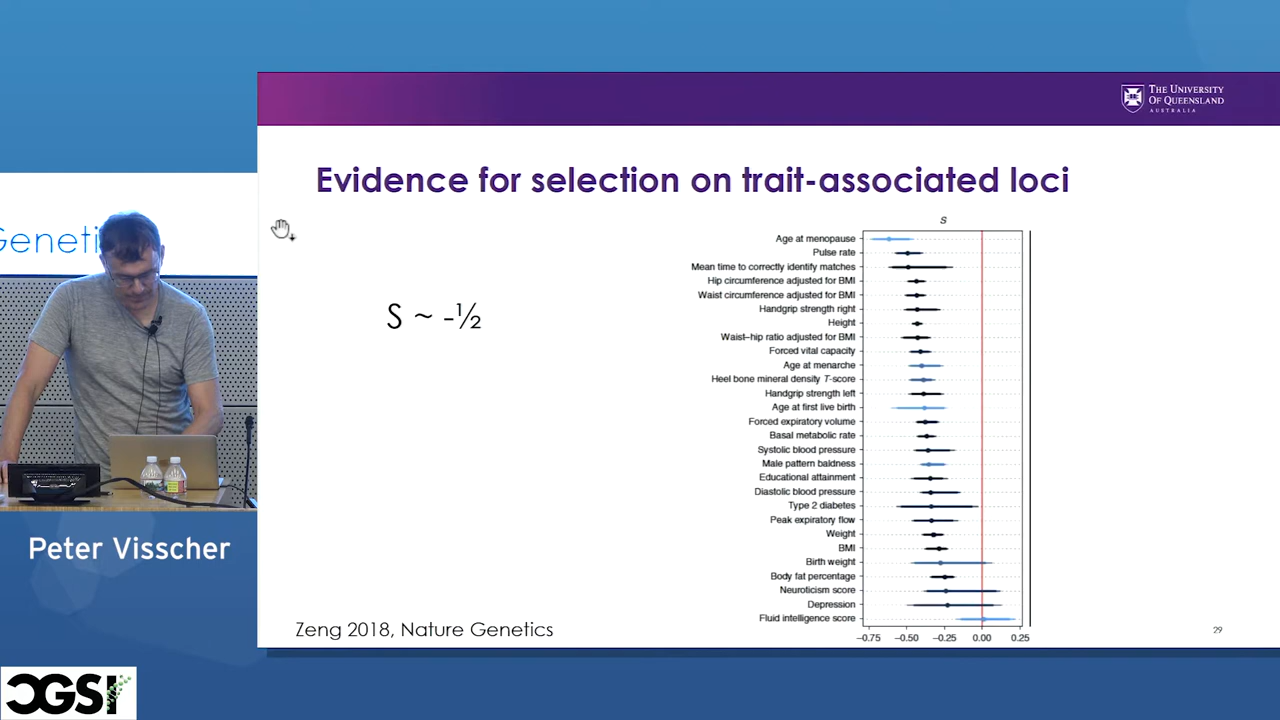 THE UNIVERSITY
OF QUEENSLAND
AUSTRALIA
Evidence for selection on trait-associated loci
Geneti
S ~ -½
S
Age at menopause
Pulse rate
Mean time to correctly identify matches
Hip circumference adjusted for BMI
Waist circumference adjusted for BMI
Handgrip strength right
Height
Waist–hip ratio adjusted for BMI
Forced vital capacity
Age at menarche
Heel bone mineral density T-score
Handgrip strength left
Age at first live birth
Forced expiratory volume
Basal metabolic rate
Systolic blood pressure
Male pattern baldness
Educational attainment
Diastolic blood pressure
Type 2 diabetes
Peak expiratory flow
Weight
BMI
Birth weight
Body fat percentage
Neuroticism score
Depression
Fluid intelligence score
−0.75 −0.50 −0.25 0.00 0.25
Zeng 2018, Nature Genetics
29
Peter Visscher
CGSI